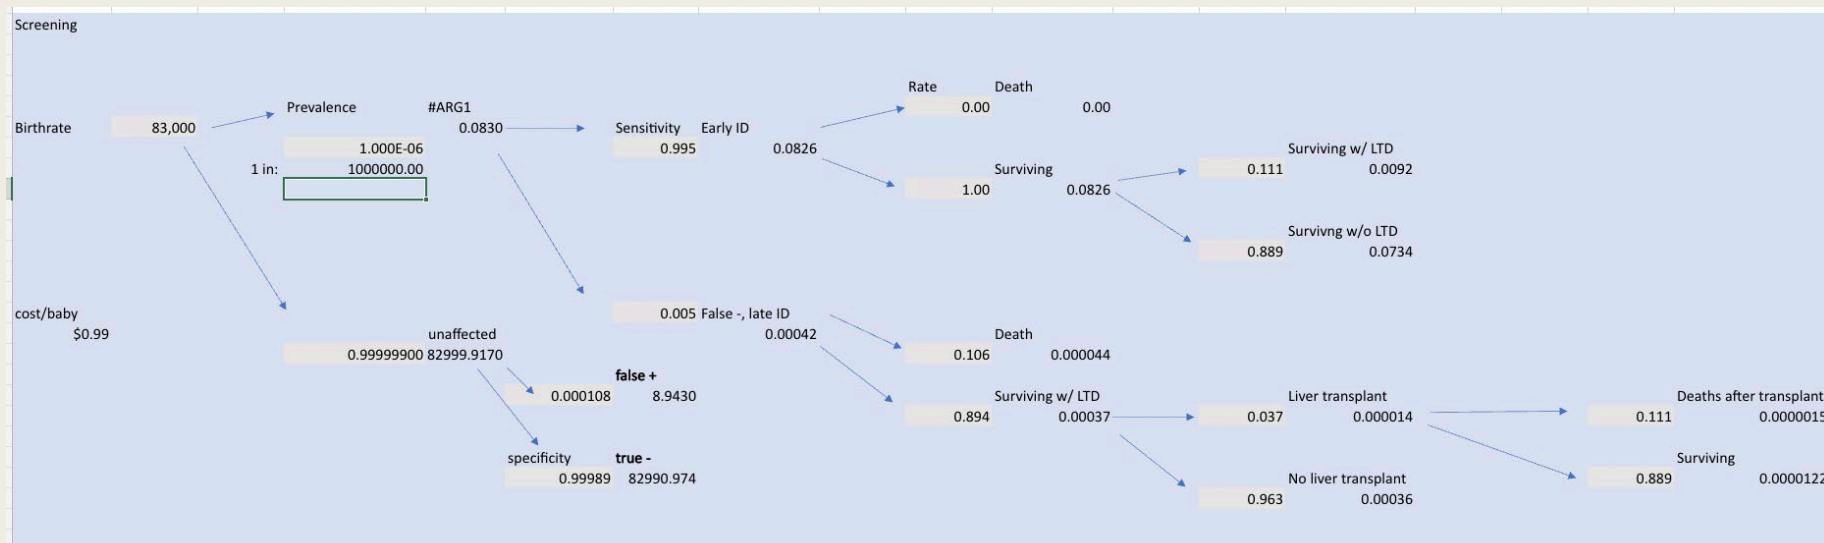 Screening
Rate Death
Prevalence #ARG1 0.00 0.00
Birthrate 83,000 0.0830 Sensitivity Early ID
1.000E-06 0.995 0.0826 Surviving w/ LTD
1 in: 1000000.00 Surviving 0.111 0.0092
1.00 0.0826
Survivng w/o LTD
0.889 0.0734
cost/baby 0.005 False -, late ID
$0.99 unaffected 0.00042 Death
0.99999900 82999.9170 0.106 0.000044
false +
0.000108 8.9430 Surviving w/ LTD Liver transplant Deaths after transplant
0.894 0.00037 0.037 0.000014 0.111 0.0000015
specificity true - Surviving
0.99989 82990.974 No liver transplant 0.889 0.0000122
0.963 0.00036